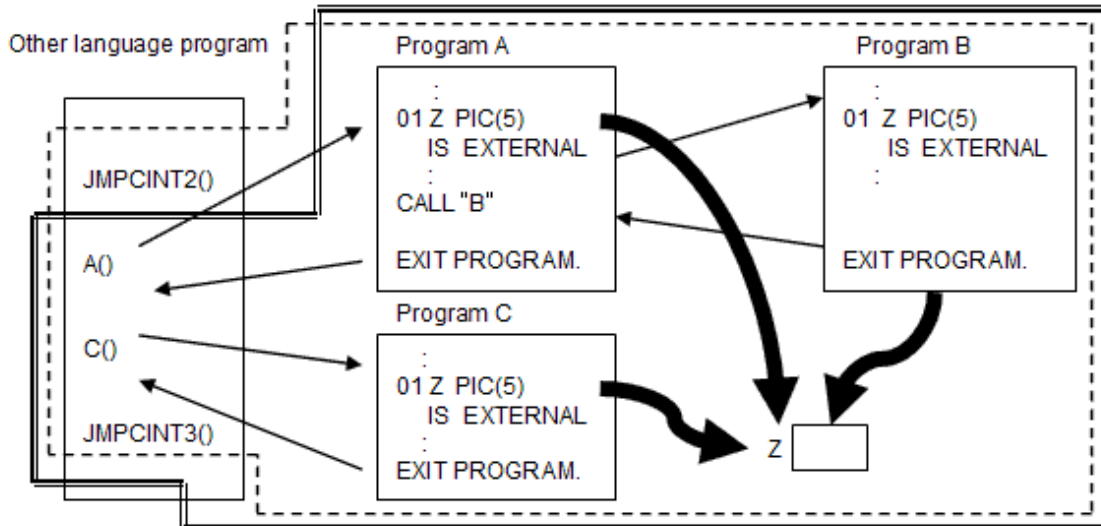 Other language program
JMPCINT2()
A()
C()
JMPCINT3()
Program A
:
01 Z PIC(5)
IS EXTERNAL
:
CALL "B"
EXIT PROGRAM.
Program B
:
01 Z PIC(5)
IS EXTERNAL
:
EXIT PROGRAM.
Program C
:
01 Z PIC(5)
IS EXTERNAL
:
EXIT PROGRAM.
Z